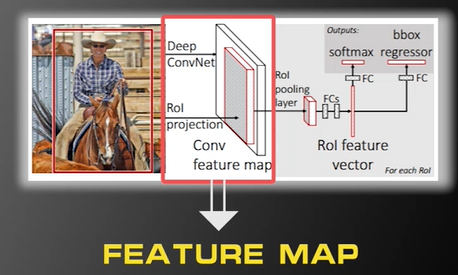 Deep
ConvNet
RoI
projection
Conv
feature map
RoI
pooling
layer
FCs
Outputs:
softmax
bbox
regressor
FC
FC
RoI feature
vector
For each RoI
FEATURE MAP